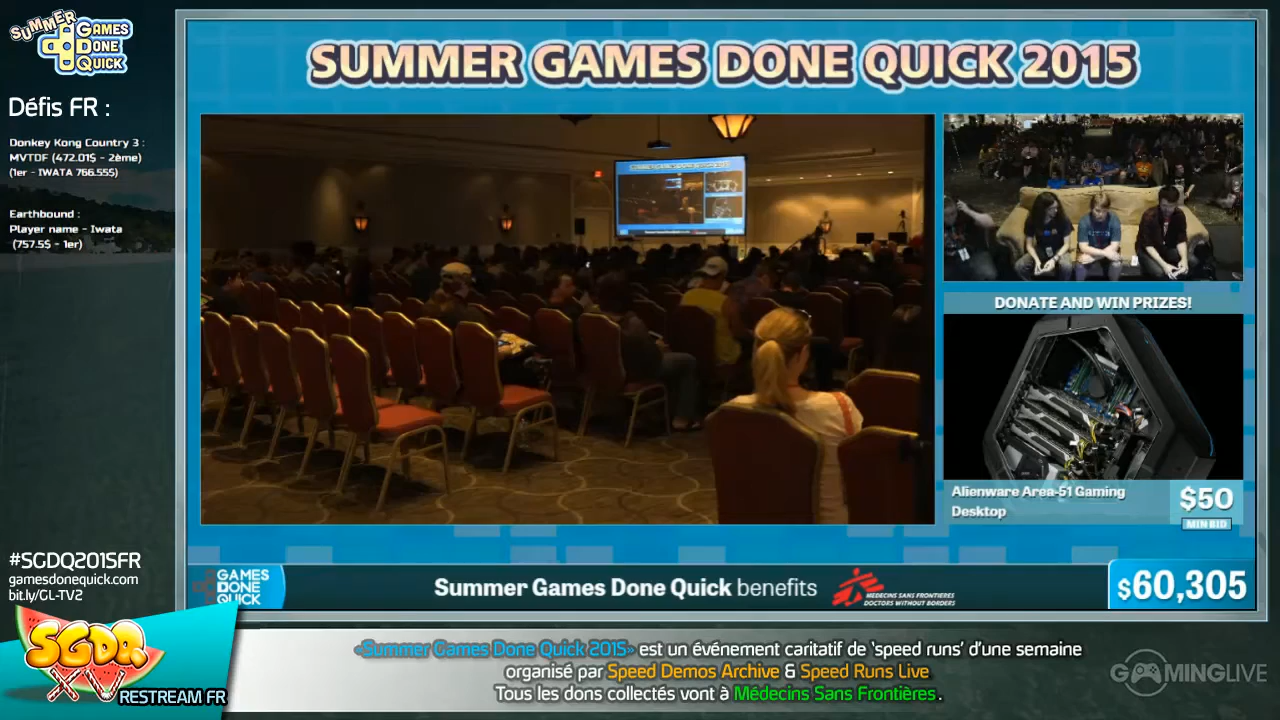 SUMMER GAMES DONE QUICK
Défis FR :
Donkey Kong Country 3 :
MVTDF (472.01$ - 2ème)
(1er - IWATA 766.555)
Earthbound :
Player name - Iwata
(757.5$ - 1er)
#SGDQ2015FR
gamesdonequick.com
bit.ly/GL-TV2
SUMMER GAMES DONE QUICK 2015
DONATE AND WIN PRIZES!
Alienware Area-51 Gaming
Desktop
$50
MIN BID
GAMES
DONE
QUICK
Summer Games Done Quick benefits
MEDECINS SANS FRONTIERES
DOCTORS WITHOUT BORDERS
$60,305
SGDQ
XV
RESTREAM FR
«Summer Games Done Quick 2015» est un événement caritatif de 'speed runs' d'une semaine
organisé par Speed Demos Archive & Speed Runs Live
Tous les dons collectés vont à Médecins Sans Frontières.
GAMINGLIVE